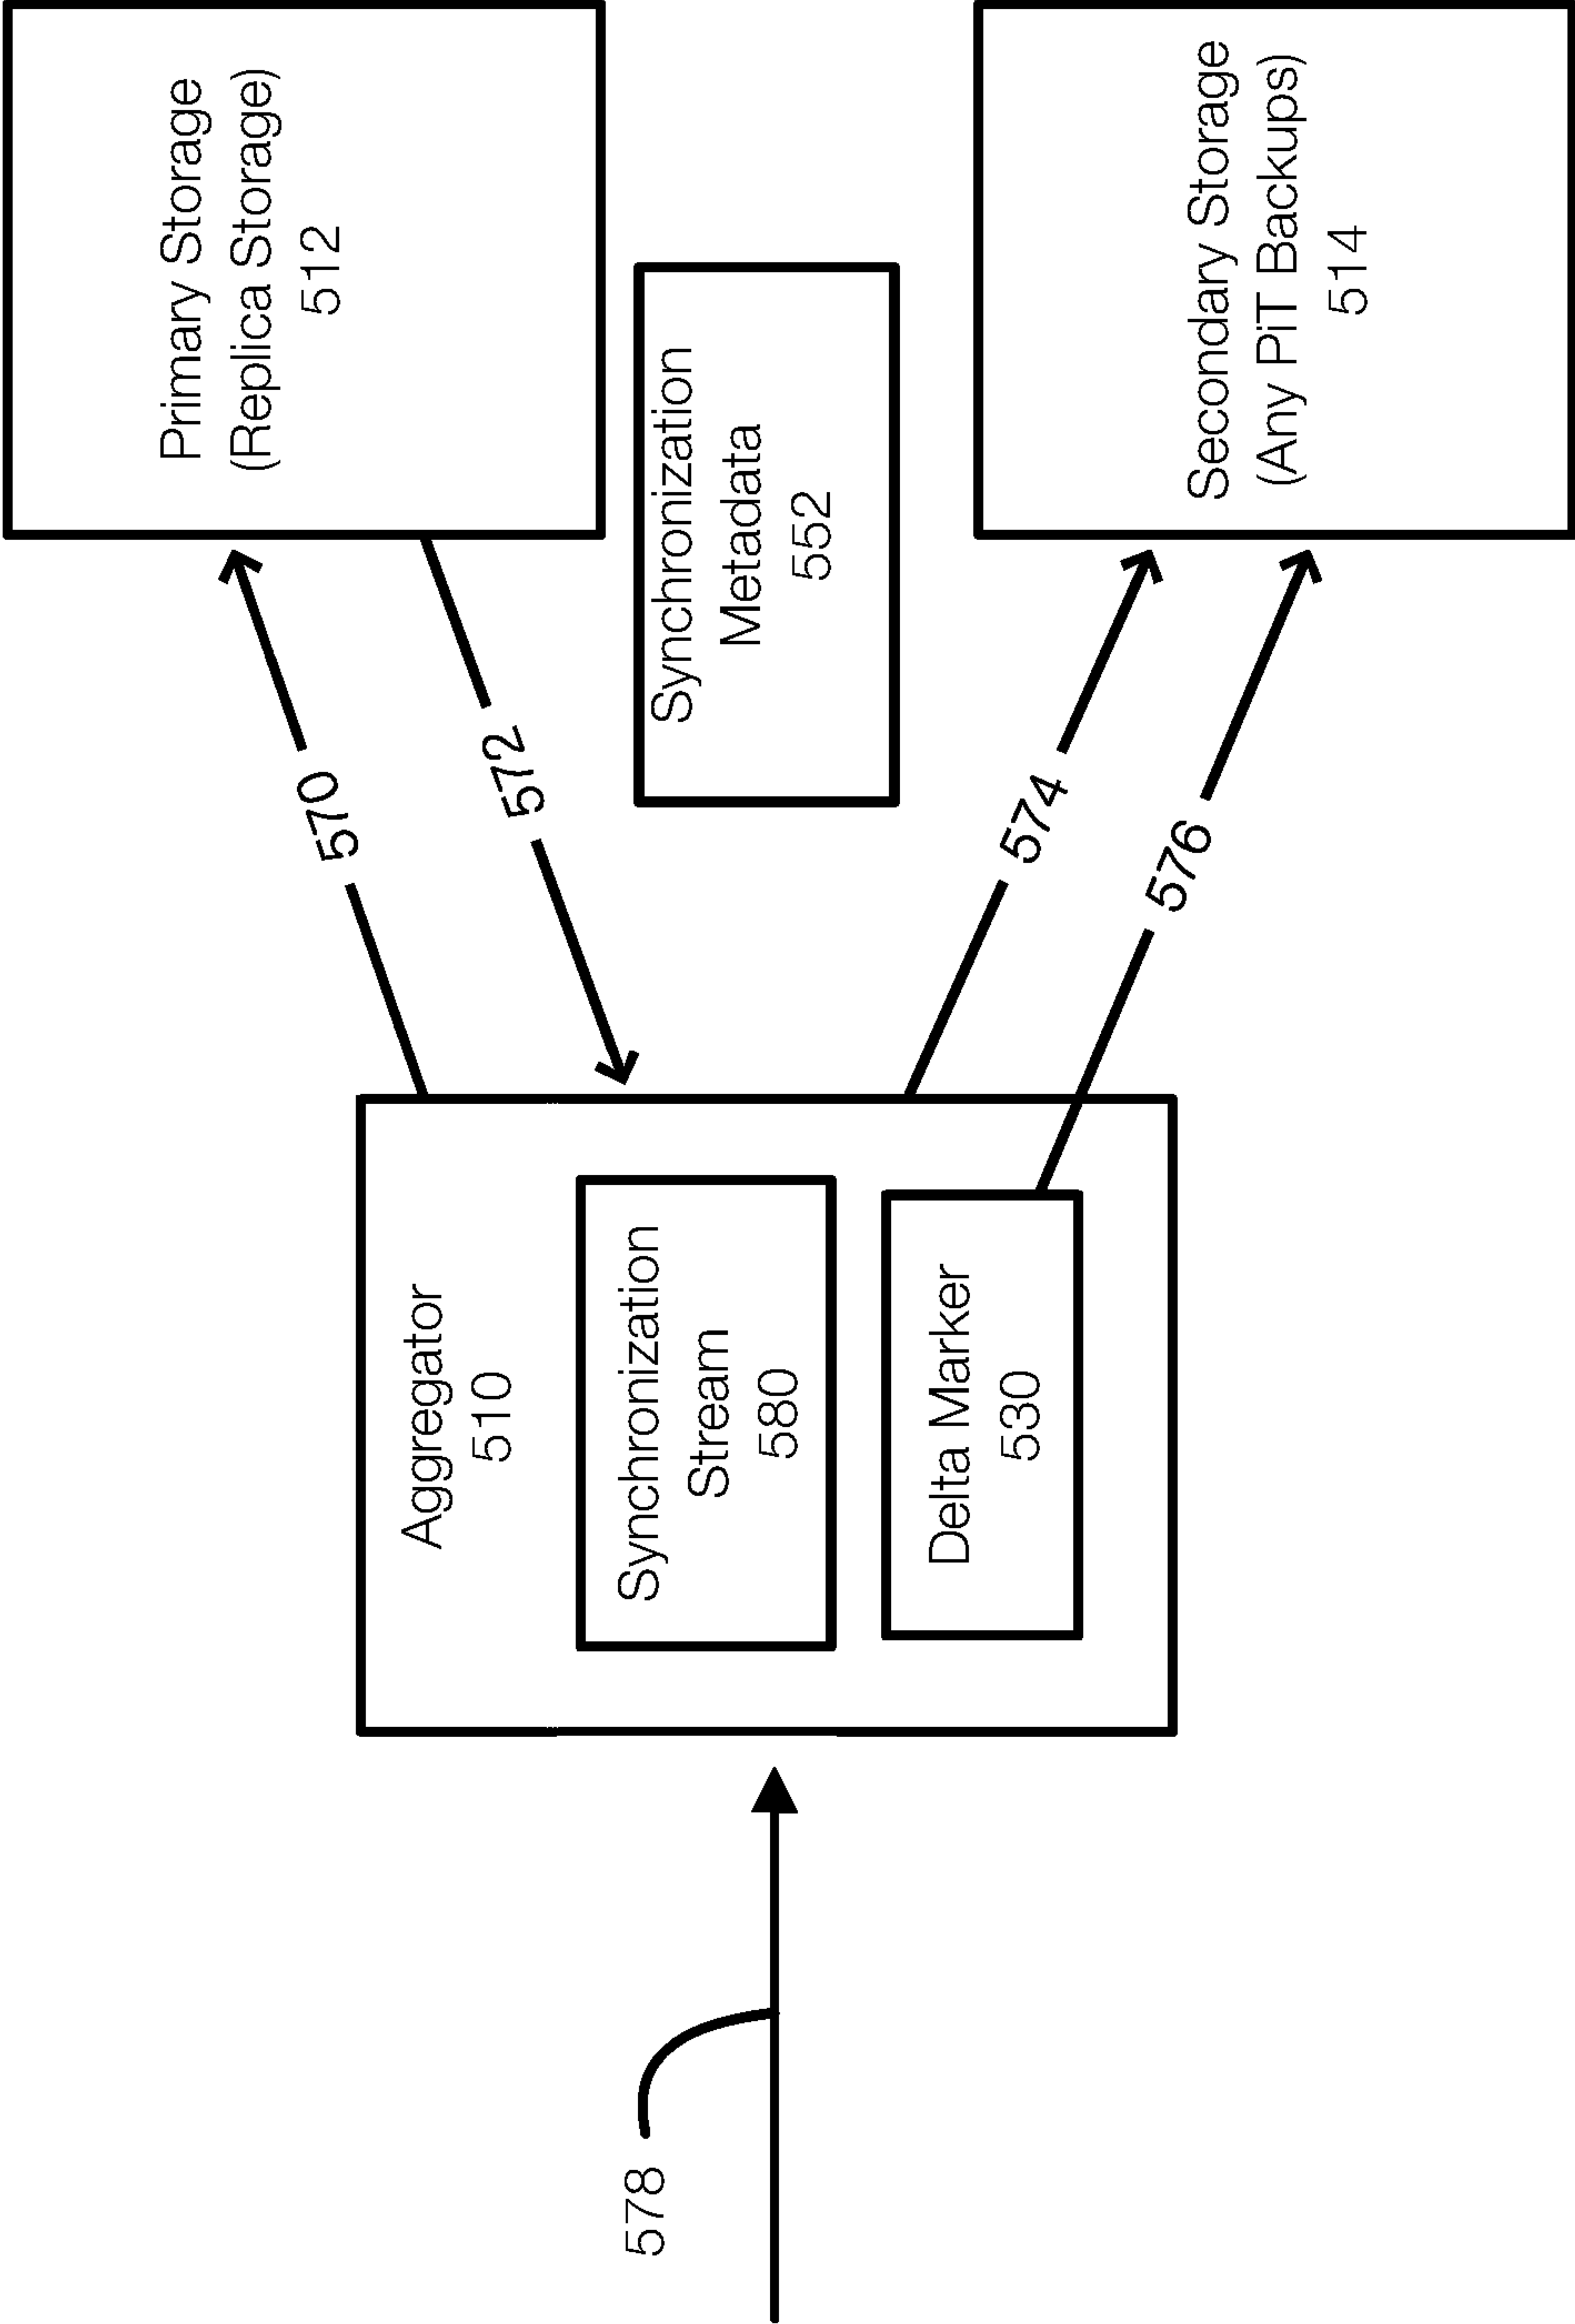 578
Aggregator
510
Synchronization
Stream
580
Delta Marker
530
570
572
574
576
Primary Storage
(Replica Storage)
512
Synchronization
Metadata
552
Secondary Storage
(Any PiT Backups)
514